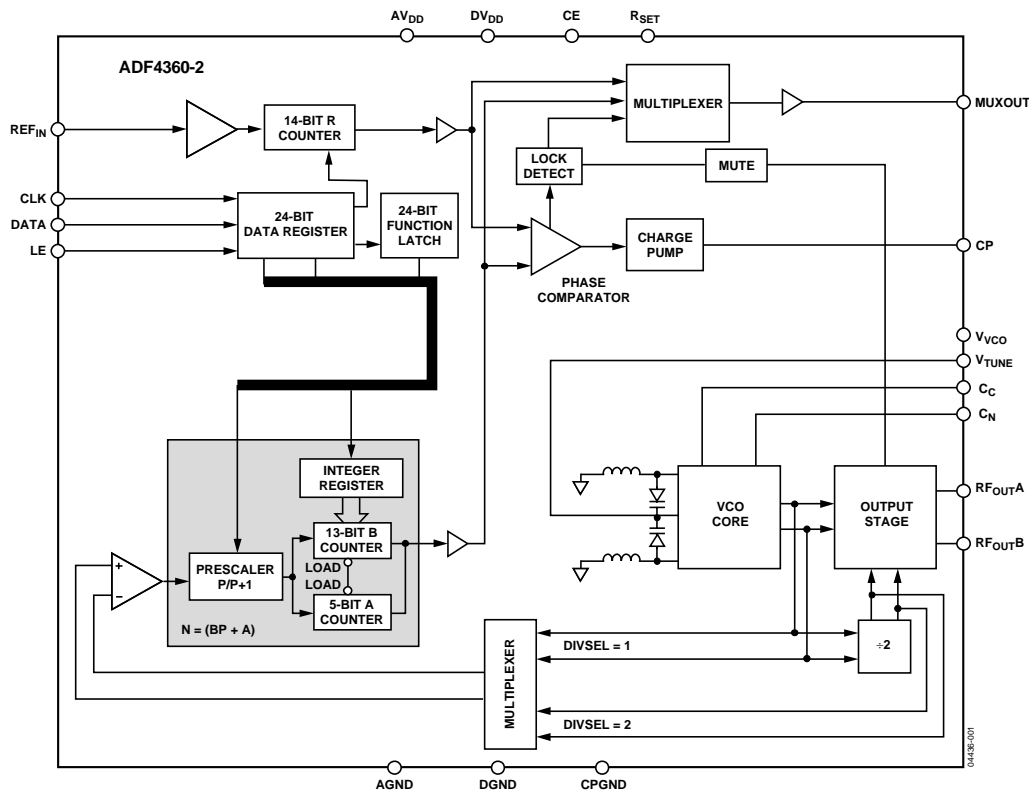 AVDD
DVDD
CE
RSET
ADF4360-2
REFIN
14-BIT R
COUNTER
MULTIPLEXER
MUXOUT
LOCK
DETECT
MUTE
CLK
DATA
LE
24-BIT
DATA REGISTER
24-BIT
FUNCTION
LATCH
CHARGE
PUMP
CP
PHASE
COMPARATOR
VVCO
VTUNE
CC
CN
INTEGER
REGISTER
13-BIT B
COUNTER
PRESCALER
P/P+1
LOAD
LOAD
5-BIT A
COUNTER
+
−
N = (BP + A)
VCO
CORE
OUTPUT
STAGE
RFOUTA
RFOUTB
MULTIPLEXER
DIVSEL = 1
DIVSEL = 2
÷2
AGND
DGND
CPGND
04436-001